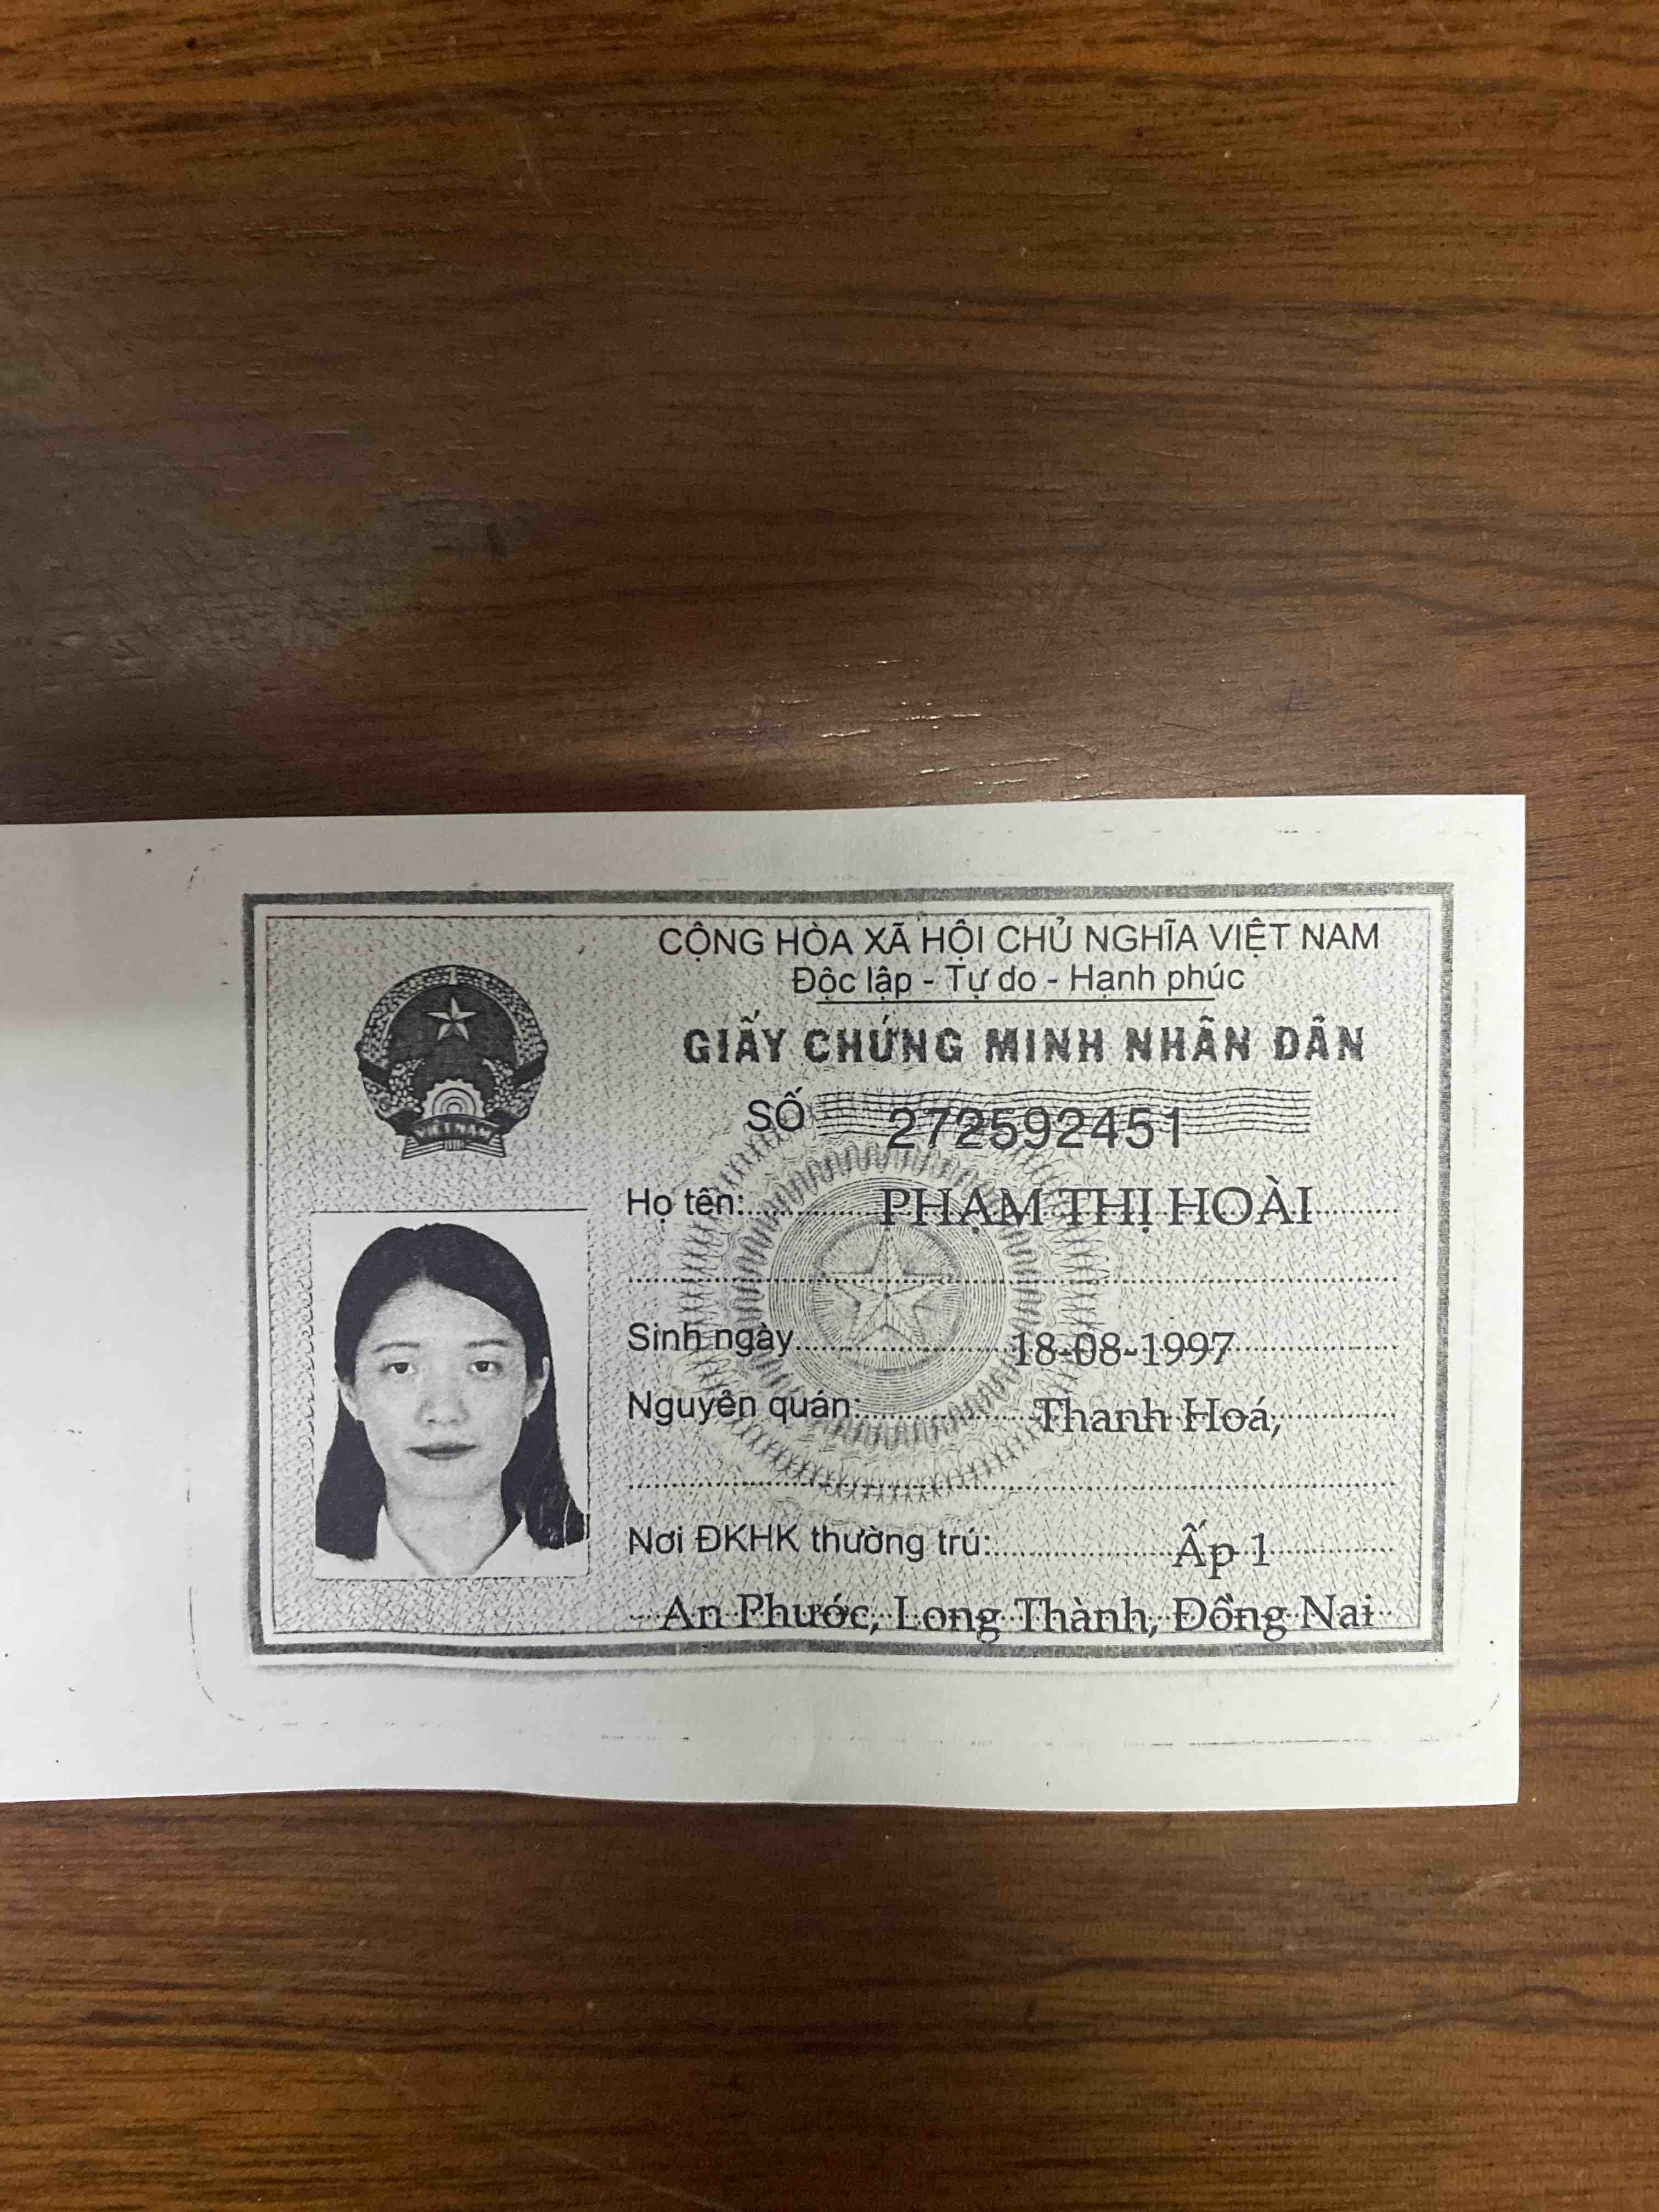 CỘNG HÒA XÃ HỘI CHỦ NGHĨA VIỆT NAM
Độc lập - Tự do - Hạnh phúc
GIẤY CHỨNG MINH NHÂN DÂN
SỐ 272592451
Họ tên: PHẠM THỊ HOÀI
Sinh ngày 18-08-1997
Nguyên quán: Thanh Hoá,
Nơi ĐKHK thường trú: Ấp 1
An Phước, Long Thành, Đồng Nai
VIỆT NAM